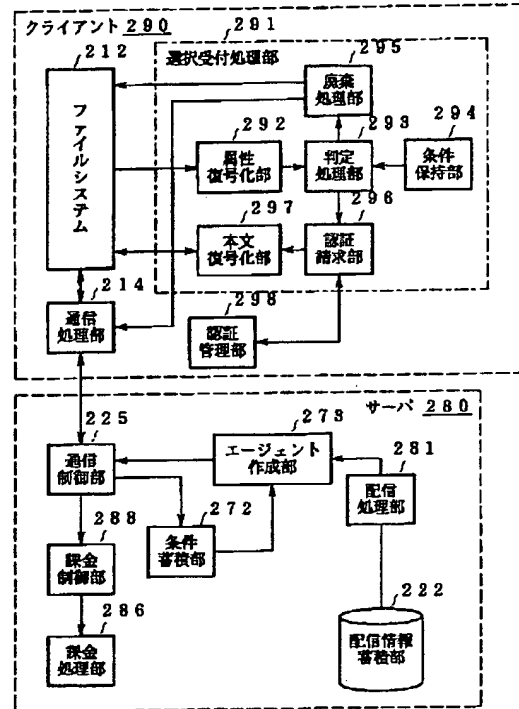 クライアント 290
291
212
選択受付処理部
295
廃棄
処理部
ファイルシステム
292
属性
復号化部
293
判定
処理部
294
条件
保持部
297
本文
復号化部
296
認証
請求部
214
通信
処理部
298
認証
管理部
サーバ 280
225
通信
制御部
273
エージェント
作成部
281
配信
処理部
272
条件
蓄積部
288
課金
制御部
222
配信情報
蓄積部
286
課金
処理部